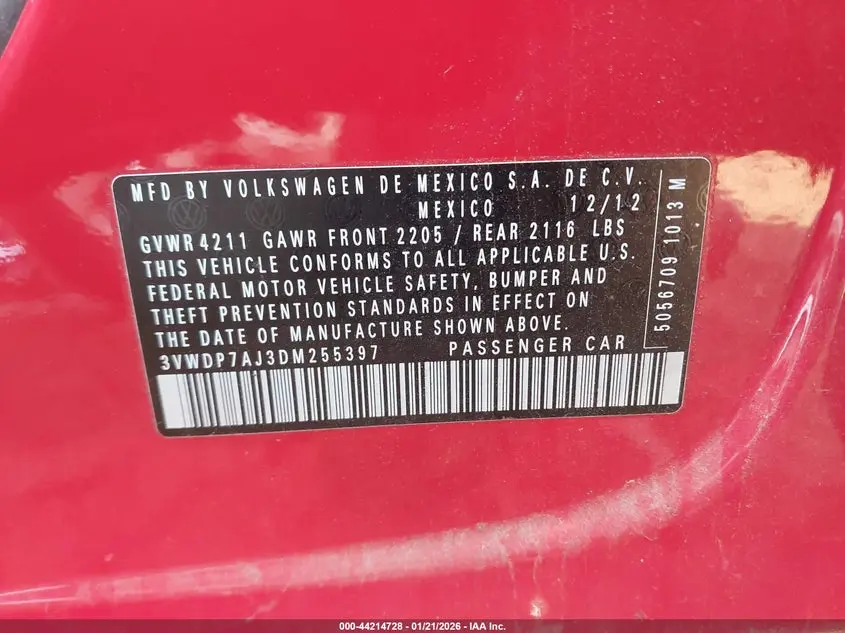 MFD BY VOLKSWAGEN DE MEXICO S.A. DE C.V.
MEXICO 12/12
GVWR 4211 GAWR FRONT 2205 / REAR 2116 LBS
THIS VEHICLE CONFORMS TO ALL APPLICABLE U.S.
FEDERAL MOTOR VEHICLE SAFETY, BUMPER AND
THEFT PREVENTION STANDARDS IN EFFECT ON
THE DATE OF MANUFACTURE SHOWN ABOVE.
3VWDP7AJ3DM255397 PASSENGER CAR
5056709 1013 M
000-44214728 - 01/21/2026 - IAA Inc.